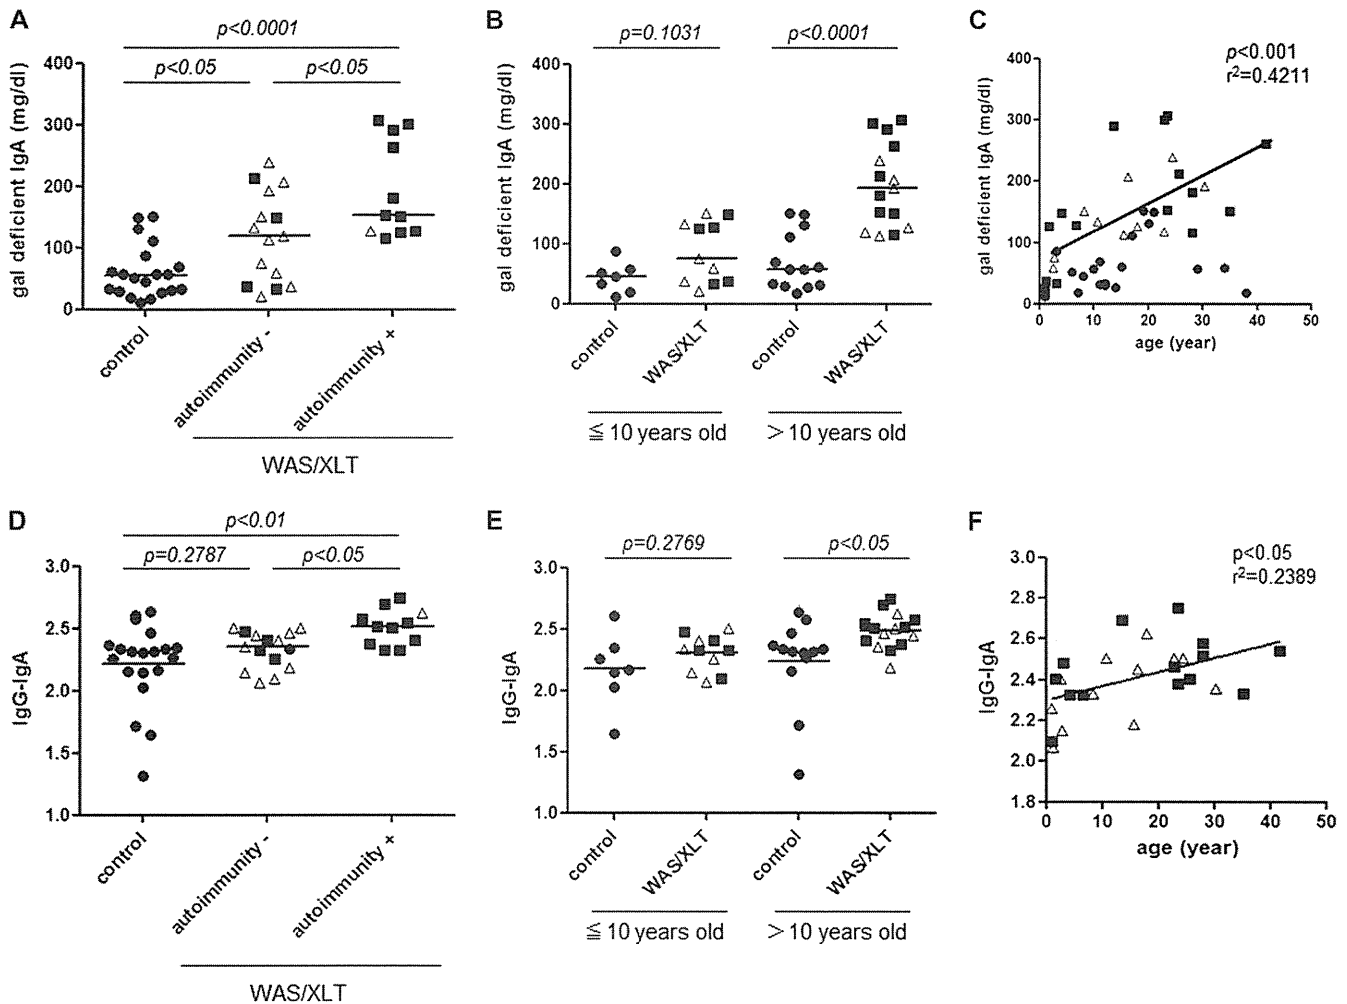 A
p<0.0001
p<0.05
p<0.05
gal deficient IgA (mg/dl)
400
300
200
100
0
control
autoimmunity -
autoimmunity +
WAS/XLT
B
p=0.1031
p<0.0001
gal deficient IgA (mg/dl)
400
300
200
100
0
control
WAS/XLT
control
WAS/XLT
≦ 10 years old
> 10 years old
C
p<0.001
r²=0.4211
gal deficient IgA (mg/dl)
400
300
200
100
0
0 10 20 30 40 50
age (year)
D
p<0.01
p=0.2787
p<0.05
IgG-IgA
3.0
2.5
2.0
1.5
1.0
control
autoimmunity -
autoimmunity +
WAS/XLT
E
p=0.2769
p<0.05
IgG-IgA
3.0
2.5
2.0
1.5
1.0
control
WAS/XLT
control
WAS/XLT
≦ 10 years old
> 10 years old
F
p<0.05
r²=0.2389
IgG-IgA
3.0
2.8
2.6
2.4
2.2
2.0
1.8
0 10 20 30 40 50
age (year)